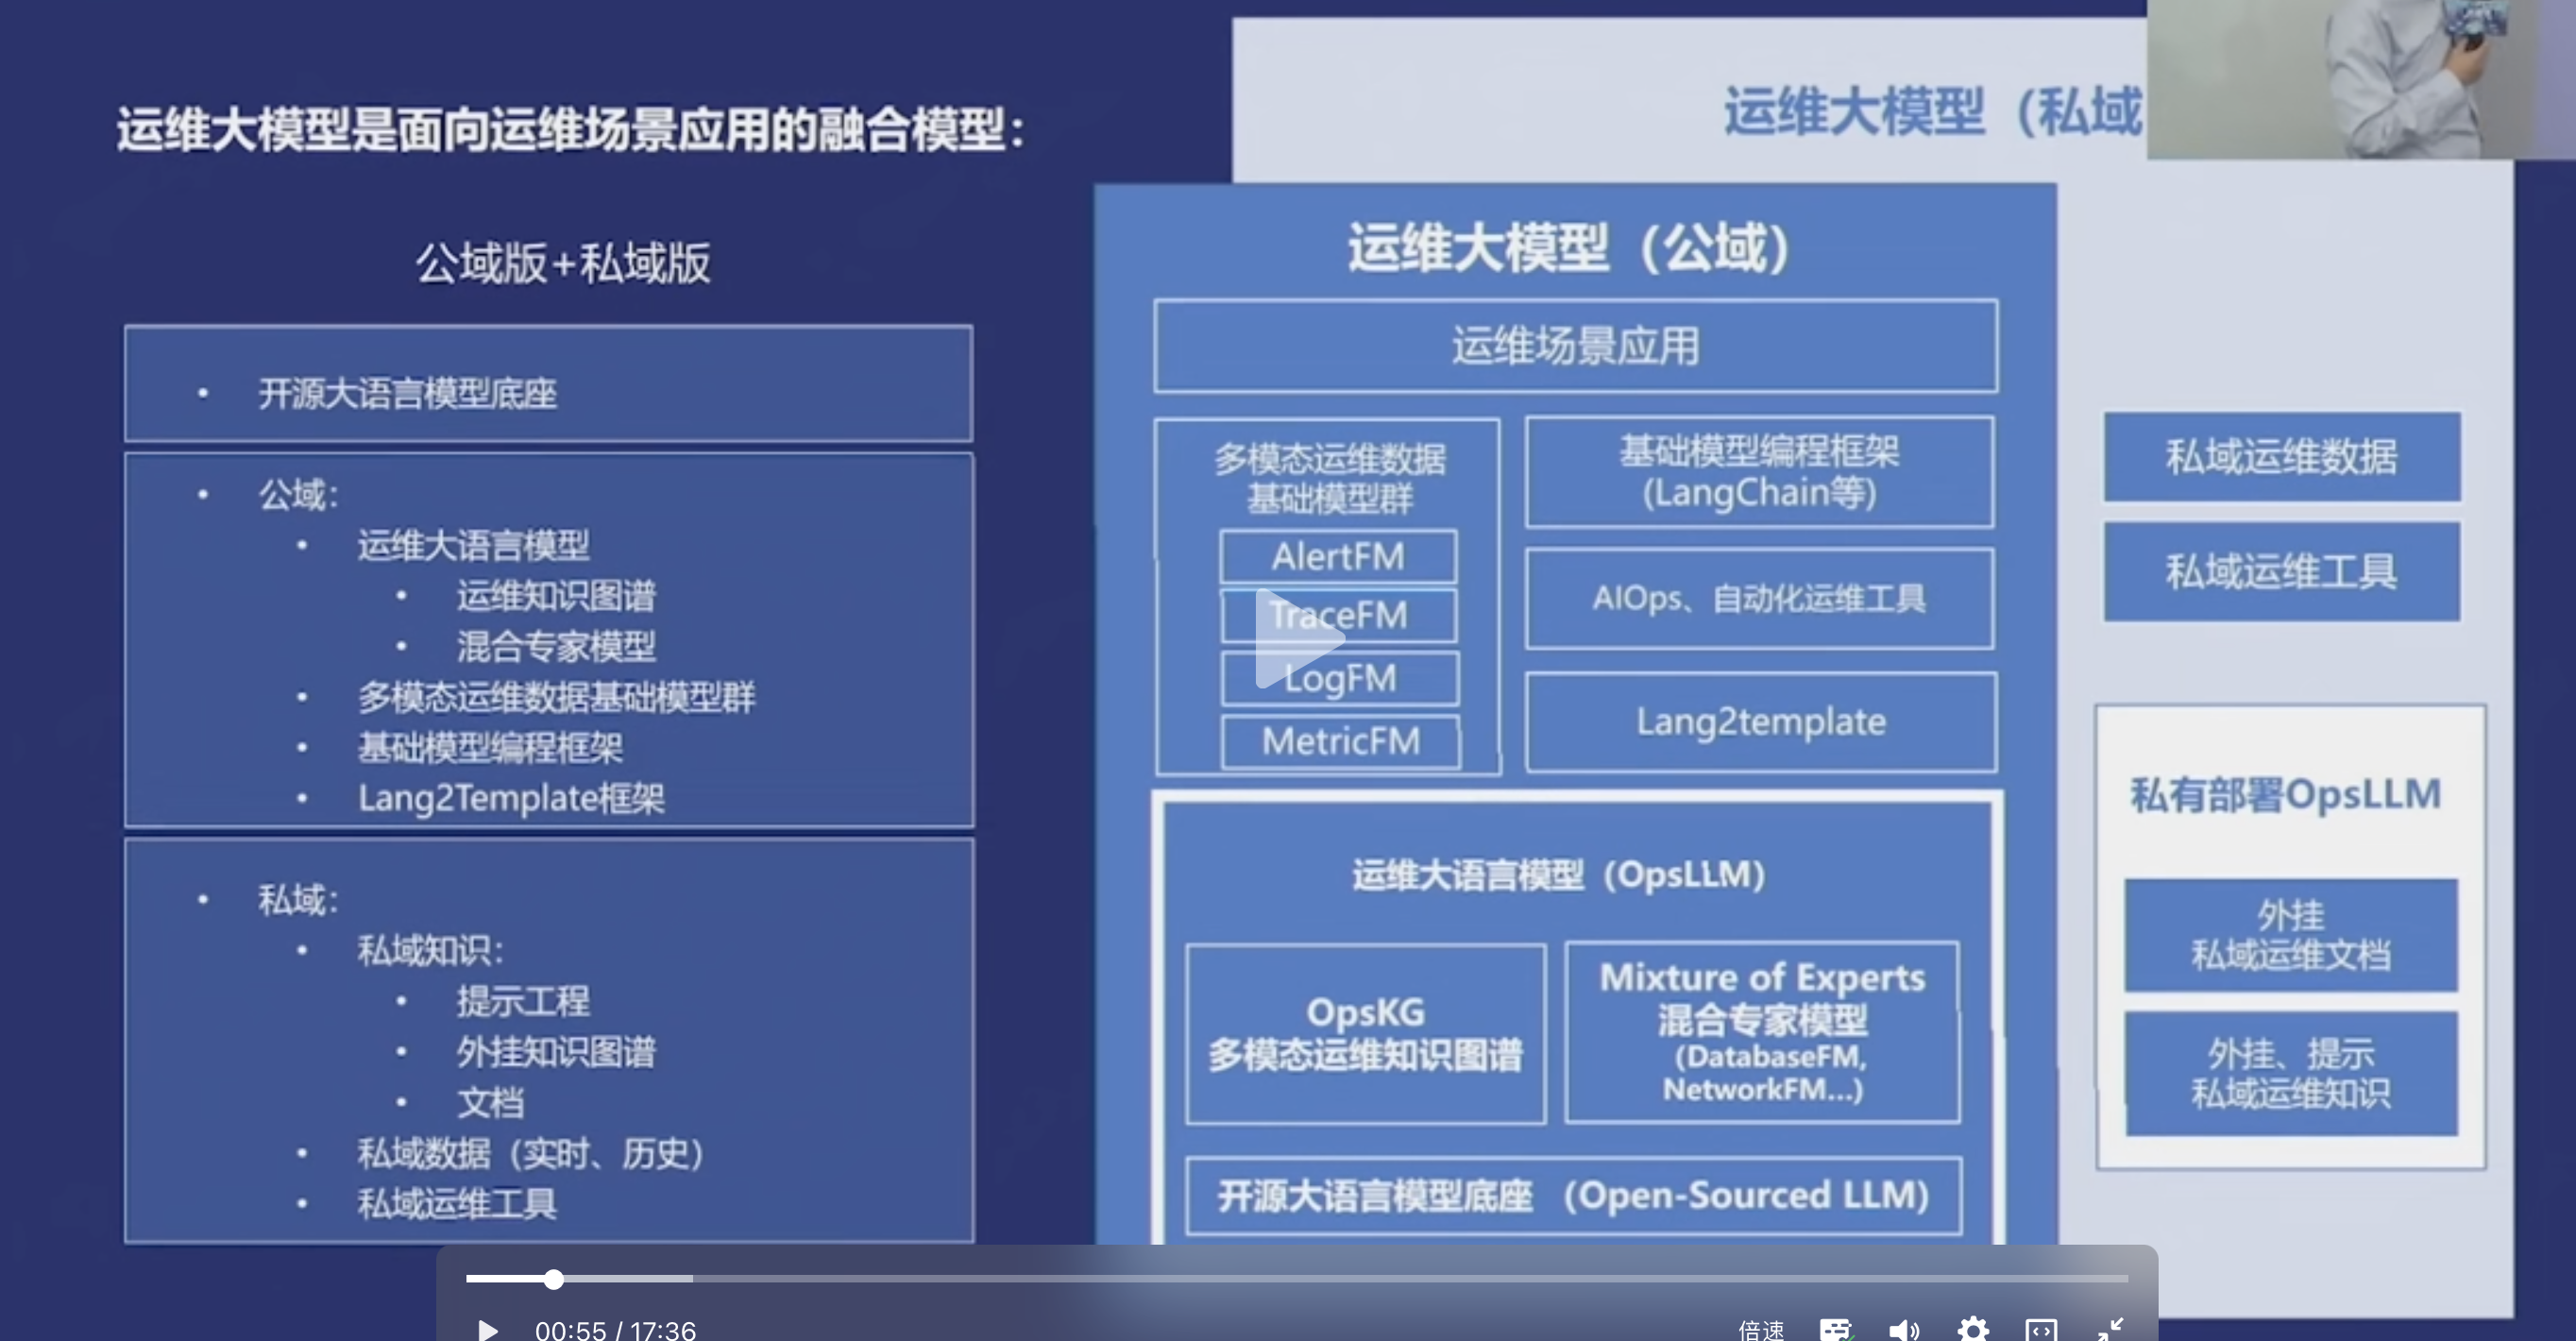 运维大模型是面向运维场景应用的融合模型：
公域版+私域版
• 开源大语言模型底座
• 公域：
• 运维大语言模型
• 运维知识图谱
• 混合专家模型
• 多模态运维数据基础模型群
• 基础模型编程框架
• Lang2Template框架
• 私域：
• 私域知识：
• 提示工程
• 外挂知识图谱
• 文档
• 私域数据（实时、历史）
• 私域运维工具
运维大模型（私域
运维大模型（公域）
运维场景应用
多模态运维数据
基础模型群
AlertFM
TraceFM
LogFM
MetricFM
基础模型编程框架
(LangChain等)
AIOps、自动化运维工具
Lang2template
运维大语言模型（OpsLLM）
OpsKG
多模态运维知识图谱
Mixture of Experts
混合专家模型
(DatabaseFM,
NetworkFM...)
开源大语言模型底座 （Open-Sourced LLM）
私域运维数据
私域运维工具
私有部署OpsLLM
外挂
私域运维文档
外挂、提示
私域运维知识
00:55 / 17:36
倍速